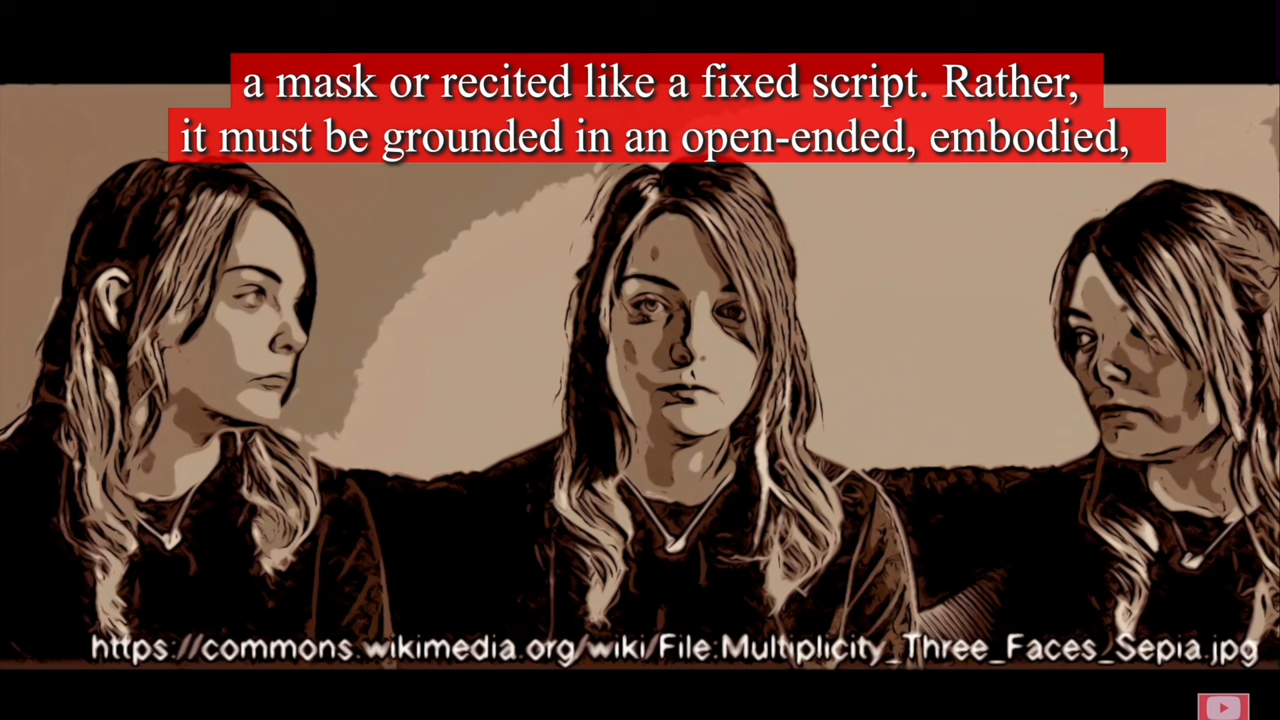 a mask or recited like a fixed script. Rather,
it must be grounded in an open-ended, embodied,
https://commons.wikimedia.org/wiki/File:Multiplicity_Three_Faces_Sepia.jpg